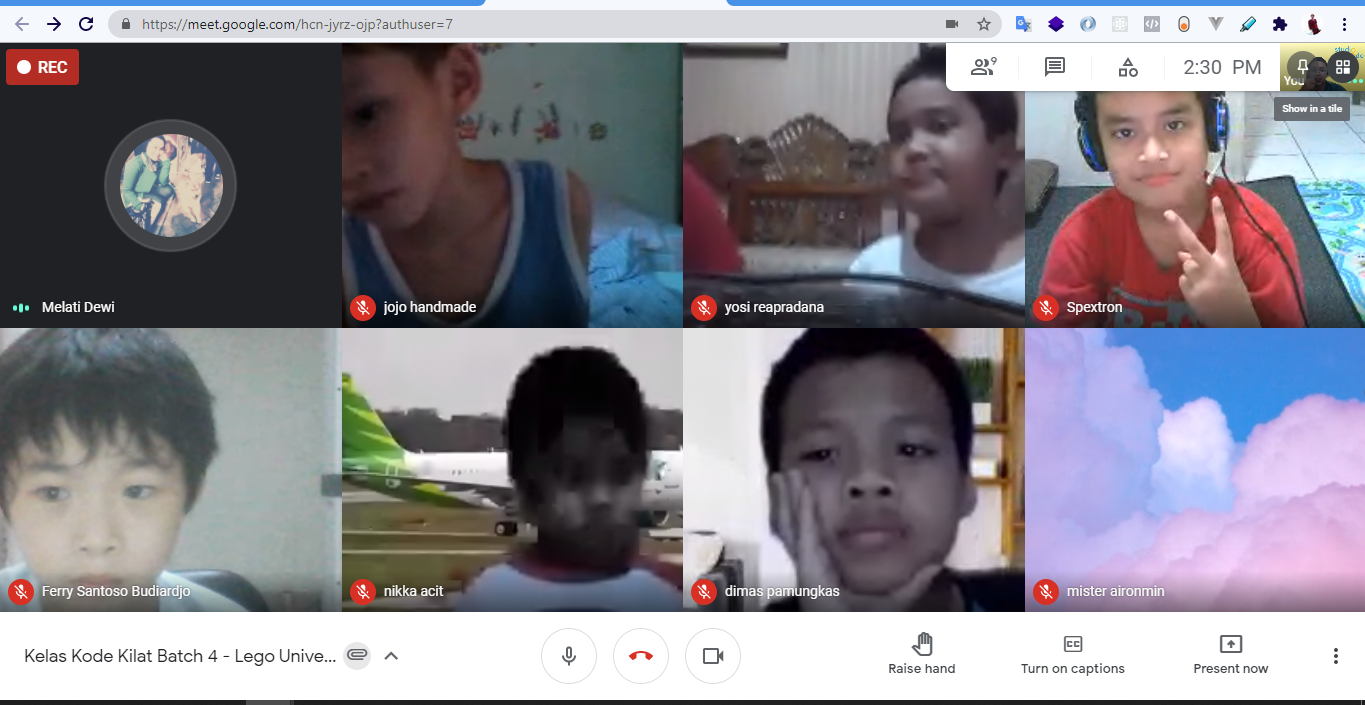 https://meet.google.com/hcn-jyrz-ojp?authuser=7
REC
9
2:30 PM
You
Show in a tile
Melati Dewi
jojo handmade
yosi reapradana
Spextron
Ferry Santoso Budiardjo
nikka acit
dimas pamungkas
mister aironmin
Kelas Kode Kilat Batch 4 - Lego Unive...
Raise hand
Turn on captions
Present now